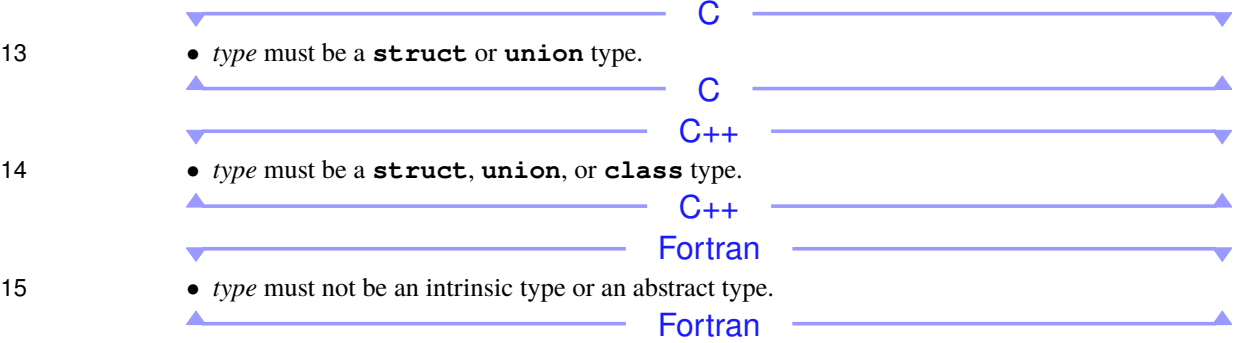 C
13 • type must be a struct or union type.
C
C++
14 • type must be a struct, union, or class type.
C++
Fortran
15 • type must not be an intrinsic type or an abstract type.
Fortran